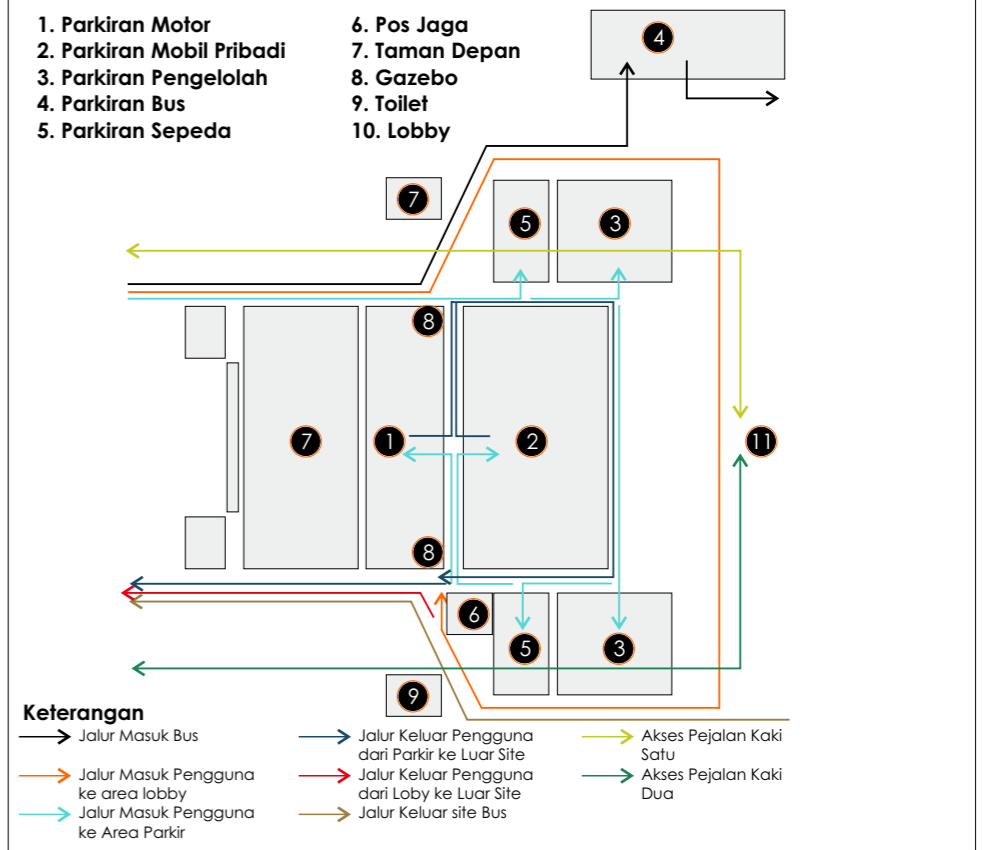 1. Parkiran Motor
2. Parkiran Mobil Pribadi
3. Parkiran Pengelolah
4. Parkiran Bus
5. Parkiran Sepeda
6. Pos Jaga
7. Taman Depan
8. Gazebo
9. Toilet
10. Lobby
4
7
5
3
8
7
1
2
11
8
6
5
3
9
Keterangan
Jalur Masuk Bus
Jalur Masuk Pengguna
ke area lobby
Jalur Masuk Pengguna
ke Area Parkir
Jalur Keluar Pengguna
dari Parkir ke Luar Site
Jalur Keluar Pengguna
dari Loby ke Luar Site
Jalur Keluar site Bus
Akses Pejalan Kaki
Satu
Akses Pejalan Kaki
Dua